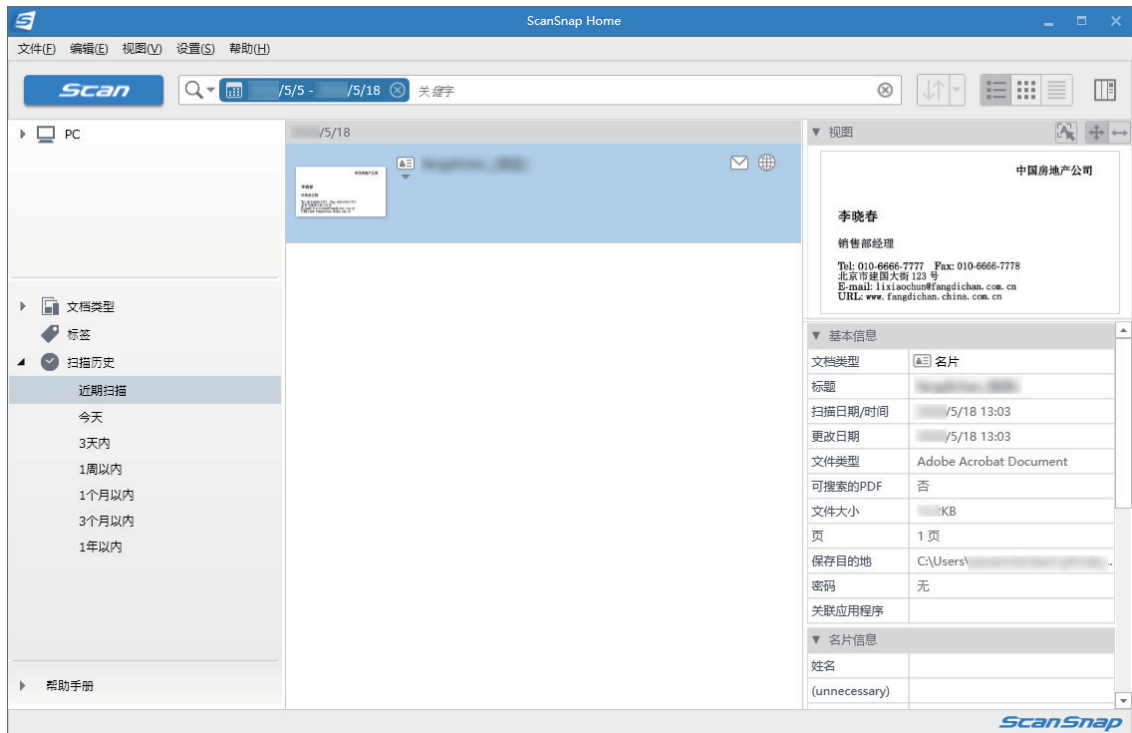 ScanSnap Home
文件(F) 编辑(E) 视图(V) 设置(S) 帮助(H)
Scan
/5/5 - /5/18 关键字
PC
文档类型
标签
扫描历史
近期扫描
今天
3天内
1周以内
1个月以内
3个月以内
1年以内
帮助手册
/5/18
视图
中国房地产公司
李晓春
销售部经理
Tel: 010-6666-7777 Fax: 010-6666-7778
北京市建国大街 123 号
E-mail: lixiaochun@fangdichan.com.cn
URL: www.fangdichan.china.com.cn
基本信息
文档类型 名片
标题
扫描日期/时间 /5/18 13:03
更改日期 /5/18 13:03
文件类型 Adobe Acrobat Document
可搜索的PDF 否
文件大小 KB
页 1 页
保存目的地 C:\Users\
密码 无
关联应用程序
名片信息
姓名
(unnecessary)
ScanSnap